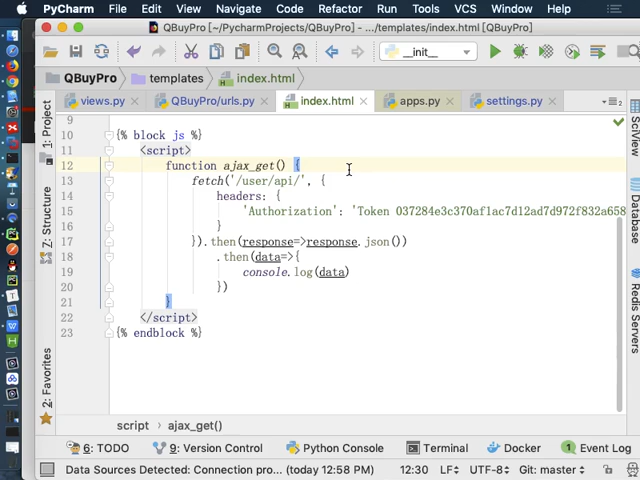 PyCharm File Edit View Navigate Code Refactor Run Tools VCS Window Help
QBuyPro [~/PycharmProjects/QBuyPro] - .../templates/index.html [QBuyPro]
__init__
QBuyPro templates index.html
views.py QBuyPro/urls.py index.html apps.py settings.py
9
10 {% block js %}
11 <script>
12 function ajax_get() {
13 fetch('/user/api/', {
14 headers: {
15 'Authorization': 'Token 037284e3c370af1ac7d12ad7d972f832a658
16 }
17 }).then(response=>response.json())
18 .then(data=>{
19 console.log(data)
20 })
21 }
22 </script>
23 {% endblock %}
1: Project
7: Structure
2: Favorites
SciView
Database
Redis Servers
script ajax_get()
6: TODO 9: Version Control Python Console Terminal Docker 1 Event Log
Data Sources Detected: Connection pro... (today 12:58 PM) 12:30 LF UTF-8 Git: master